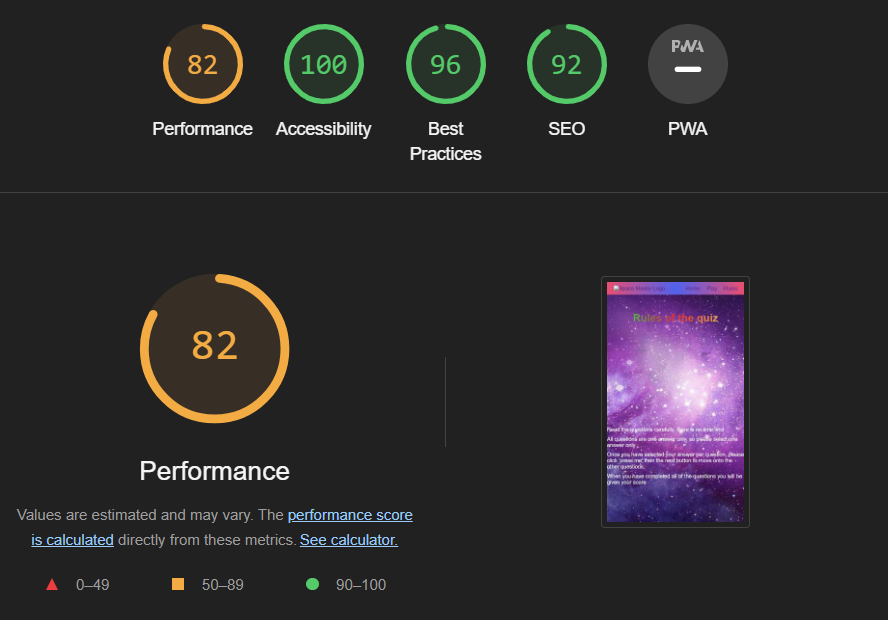 82
100
96
92
PWA
Performance
Accessibility
Best
Practices
SEO
PWA
82
Performance
Values are estimated and may vary. The performance score
is calculated directly from these metrics. See calculator.
0–49
50–89
90–100
Logo
Home
Play
Rules
Rules of the quiz
Read the questions carefully, there is no time limit
All questions are one answer only, so please select one
answer only
Once you have selected your answer per question, please
click 'press me' then the next button to move onto the
other questions.
When you have completed all of the questions you will be
given your score